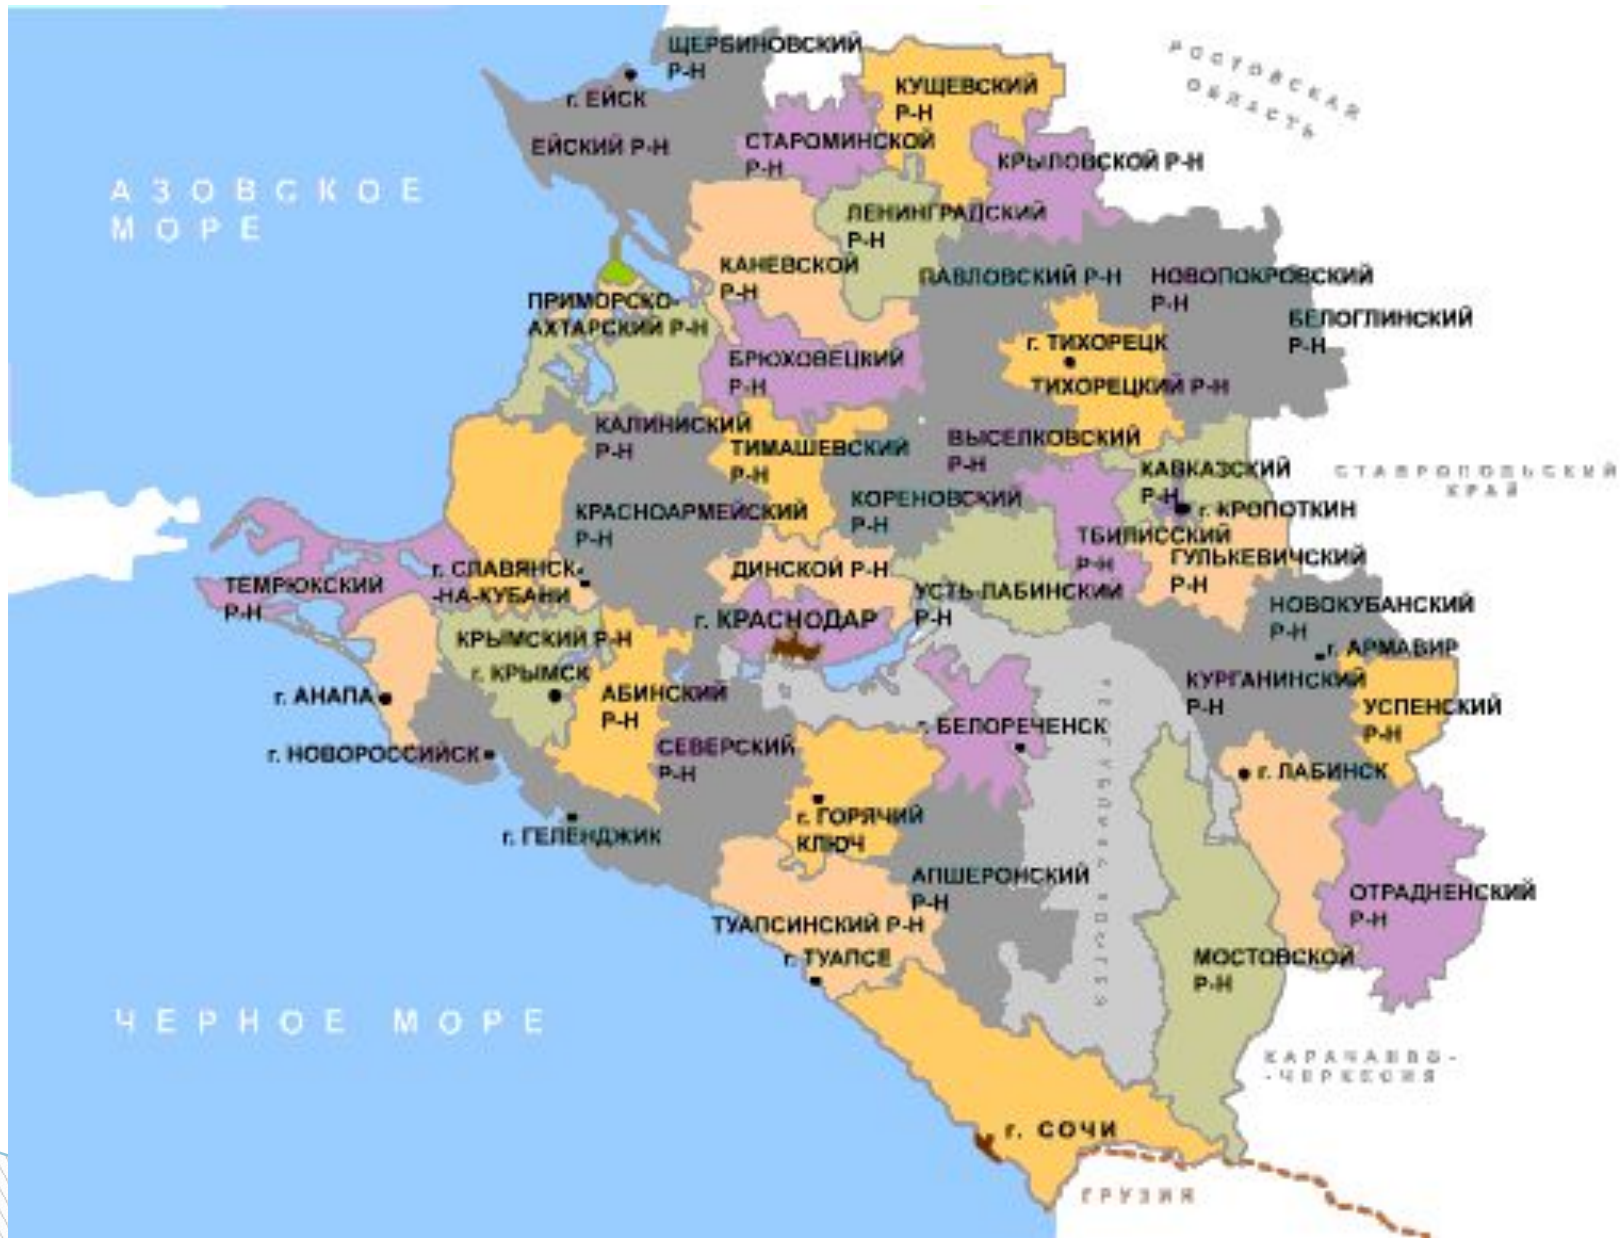 ЩЕРБИНОВСКИЙ
Р-Н
г. ЕЙСК
ЕЙСКИЙ Р-Н
КУЩЕВСКИЙ
Р-Н
РОСТОВСКАЯ
ОБЛАСТЬ
СТАРОМИНСКОЙ
Р-Н
КРЫЛОВСКОЙ Р-Н
АЗОВСКОЕ
МОРЕ
ЛЕНИНГРАДСКИЙ
Р-Н
КАНЕВСКОЙ
Р-Н
ПАВЛОВСКИЙ Р-Н
НОВОПОКРОВСКИЙ
Р-Н
ПРИМОРСКО-
АХТАРСКИЙ Р-Н
БЕЛОГЛИНСКИЙ
Р-Н
г. ТИХОРЕЦК
ТИХОРЕЦКИЙ Р-Н
БРЮХОВЕЦКИЙ
Р-Н
КАЛИНИСКИЙ
Р-Н
ТИМАШЕВСКИЙ
Р-Н
ВЫСЕЛКОВСКИЙ
Р-Н
КАВКАЗСКИЙ
Р-Н
СТАВРОПОЛЬСКИЙ
КРАЙ
КРАСНОАРМЕЙСКИЙ
Р-Н
КОРЕНОВСКИЙ
Р-Н
г. КРОПОТКИН
ТБИЛИССКИЙ
Р-Н
ГУЛЬКЕВИЧСКИЙ
Р-Н
ТЕМРЮКСКИЙ
Р-Н
г. СЛАВЯНСК-
-НА-КУБАНИ
ДИНСКОЙ Р-Н
УСТЬ-ЛАБИНСКИЙ
Р-Н
г. КРАСНОДАР
НОВОКУБАНСКИЙ
Р-Н
г. АРМАВИР
КРЫМСКИЙ Р-Н
г. КРЫМСК
г. АНАПА
АБИНСКИЙ
Р-Н
КУРГАНИНСКИЙ
Р-Н
УСПЕНСКИЙ
Р-Н
г. БЕЛОРЕЧЕНСК
г. НОВОРОССИЙСК
СЕВЕРСКИЙ
Р-Н
г. ЛАБИНСК
г. ГЕЛЕНДЖИК
г. ГОРЯЧИЙ
КЛЮЧ
АПШЕРОНСКИЙ
Р-Н
ОТРАДНЕНСКИЙ
Р-Н
ТУАПСИНСКИЙ Р-Н
г. ТУАПСЕ
МОСТОВСКОЙ
Р-Н
ЧЕРНОЕ МОРЕ
КАРАЧАЕВО-
-ЧЕРКЕСИЯ
г. СОЧИ
ГРУЗИЯ